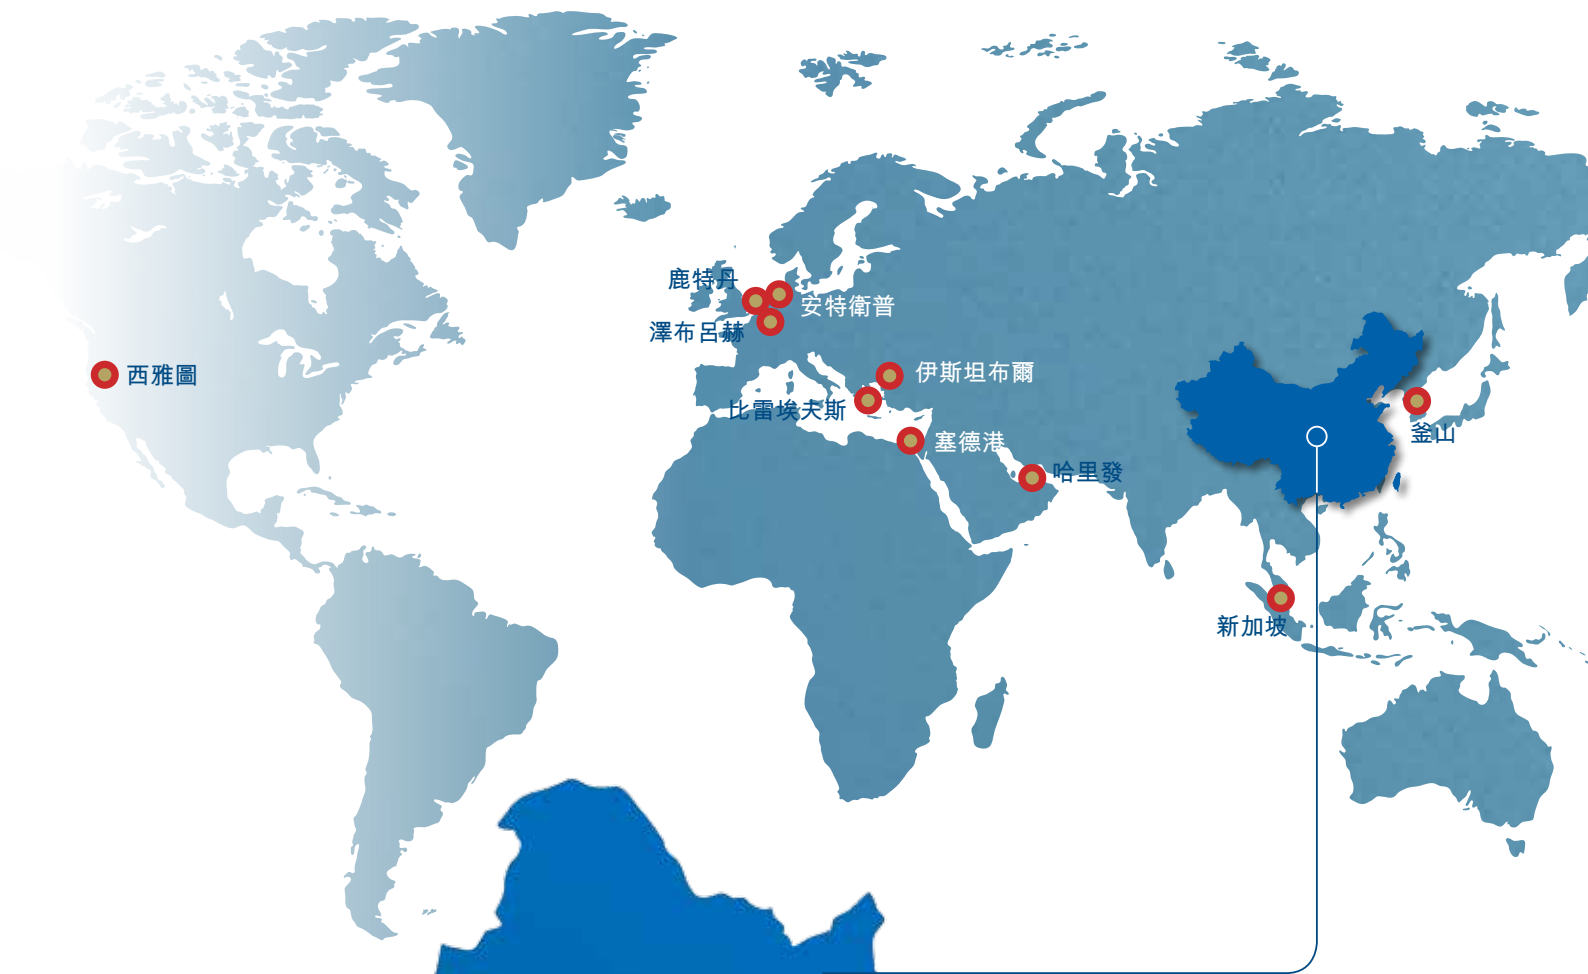 鹿特丹
安特衛普
澤布呂赫
西雅圖
伊斯坦布爾
比雷埃夫斯
塞德港
哈里發
釜山
新加坡